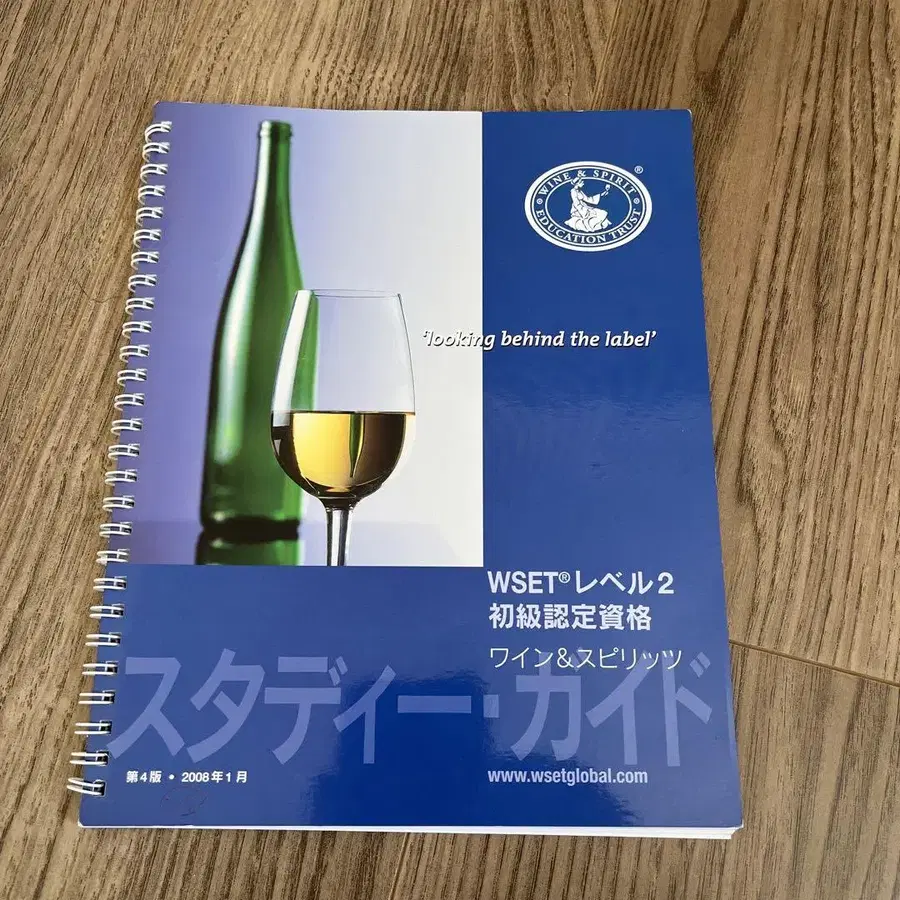 WINE & SPIRIT
EDUCATION TRUST
®
'looking behind the label'
WSET®レベル2
初級認定資格
ワイン&スピリッツ
スタディー・ガイド
第4版・2008年1月
www.wsetglobal.com